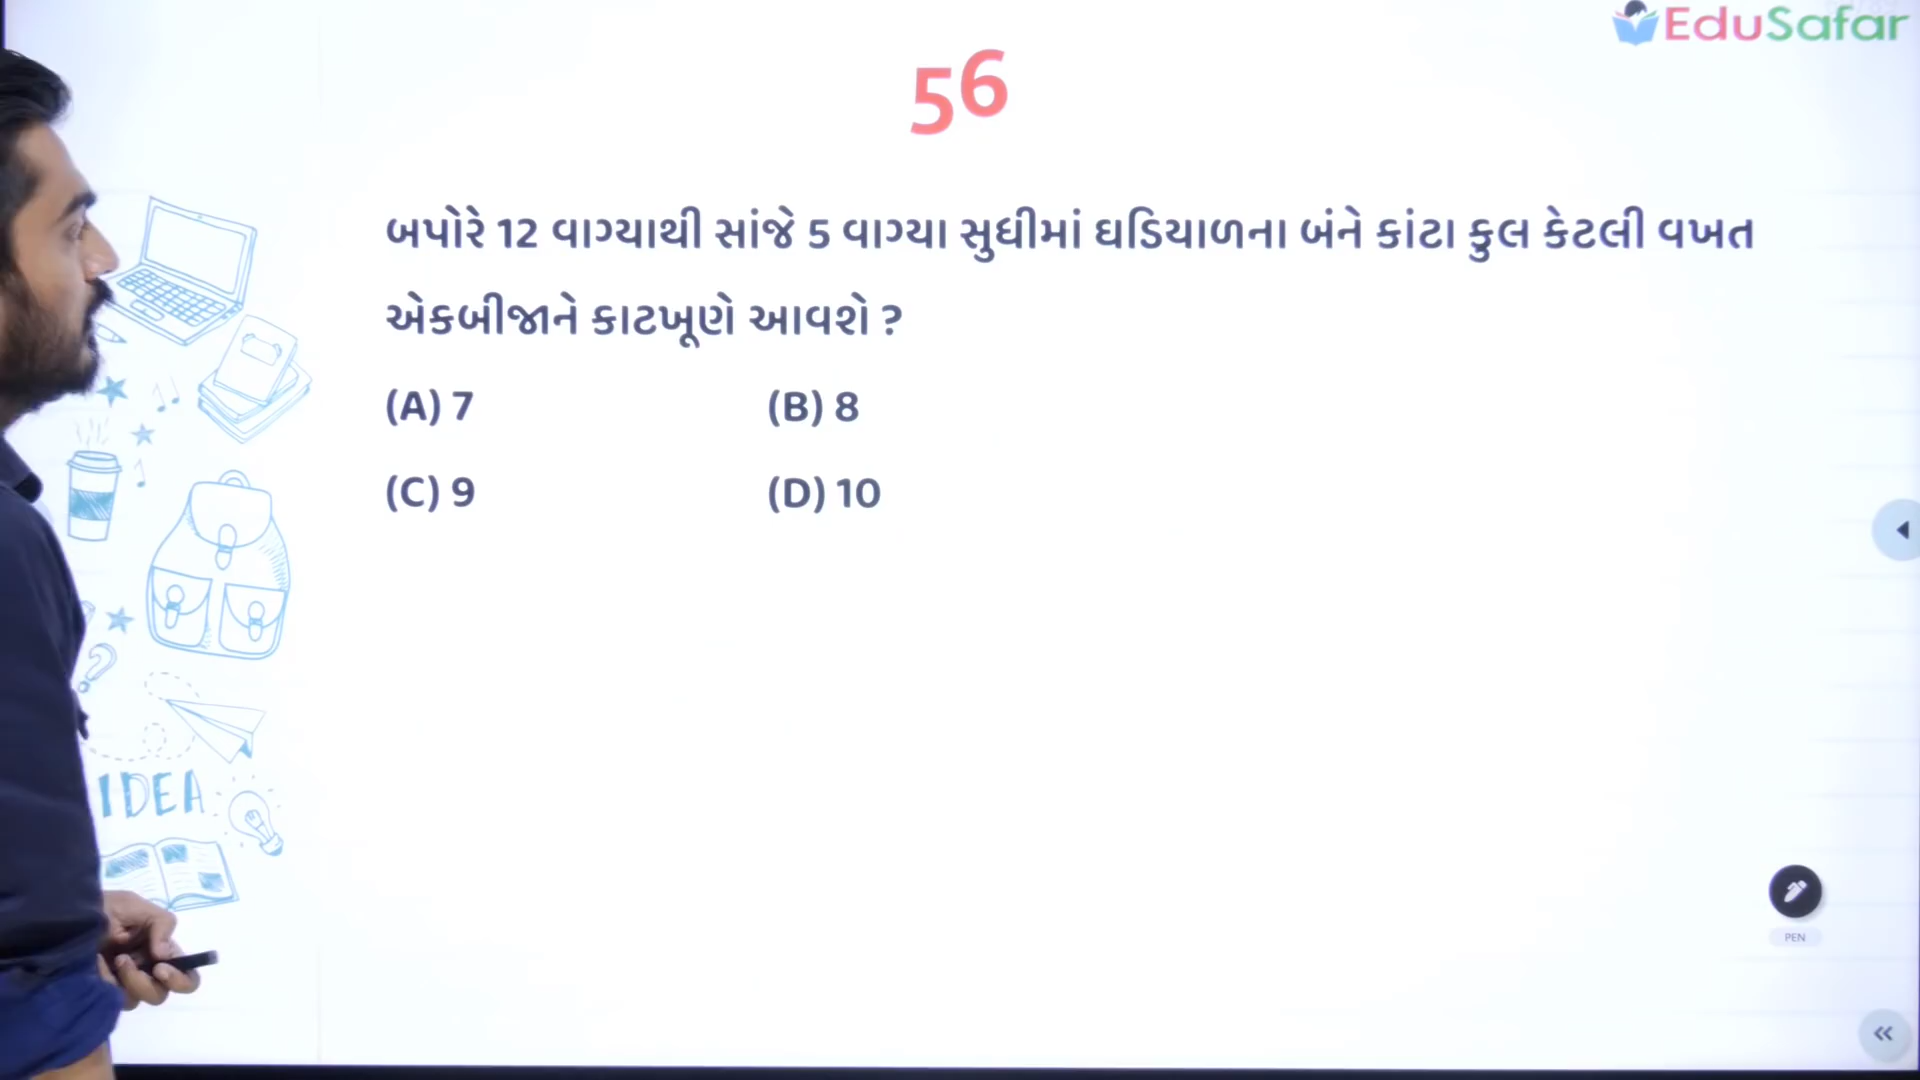 EduSafar
56
બપોરે 12 વાગ્યાથી સાંજે 5 વાગ્યા સુધીમાં ઘડિયાળના બંને કાંટા કુલ કેટલી વખત
એકબીજાને કાટખૂણે આવશે ?
(A) 7 (B) 8
(C) 9 (D) 10
IDEA
PEN